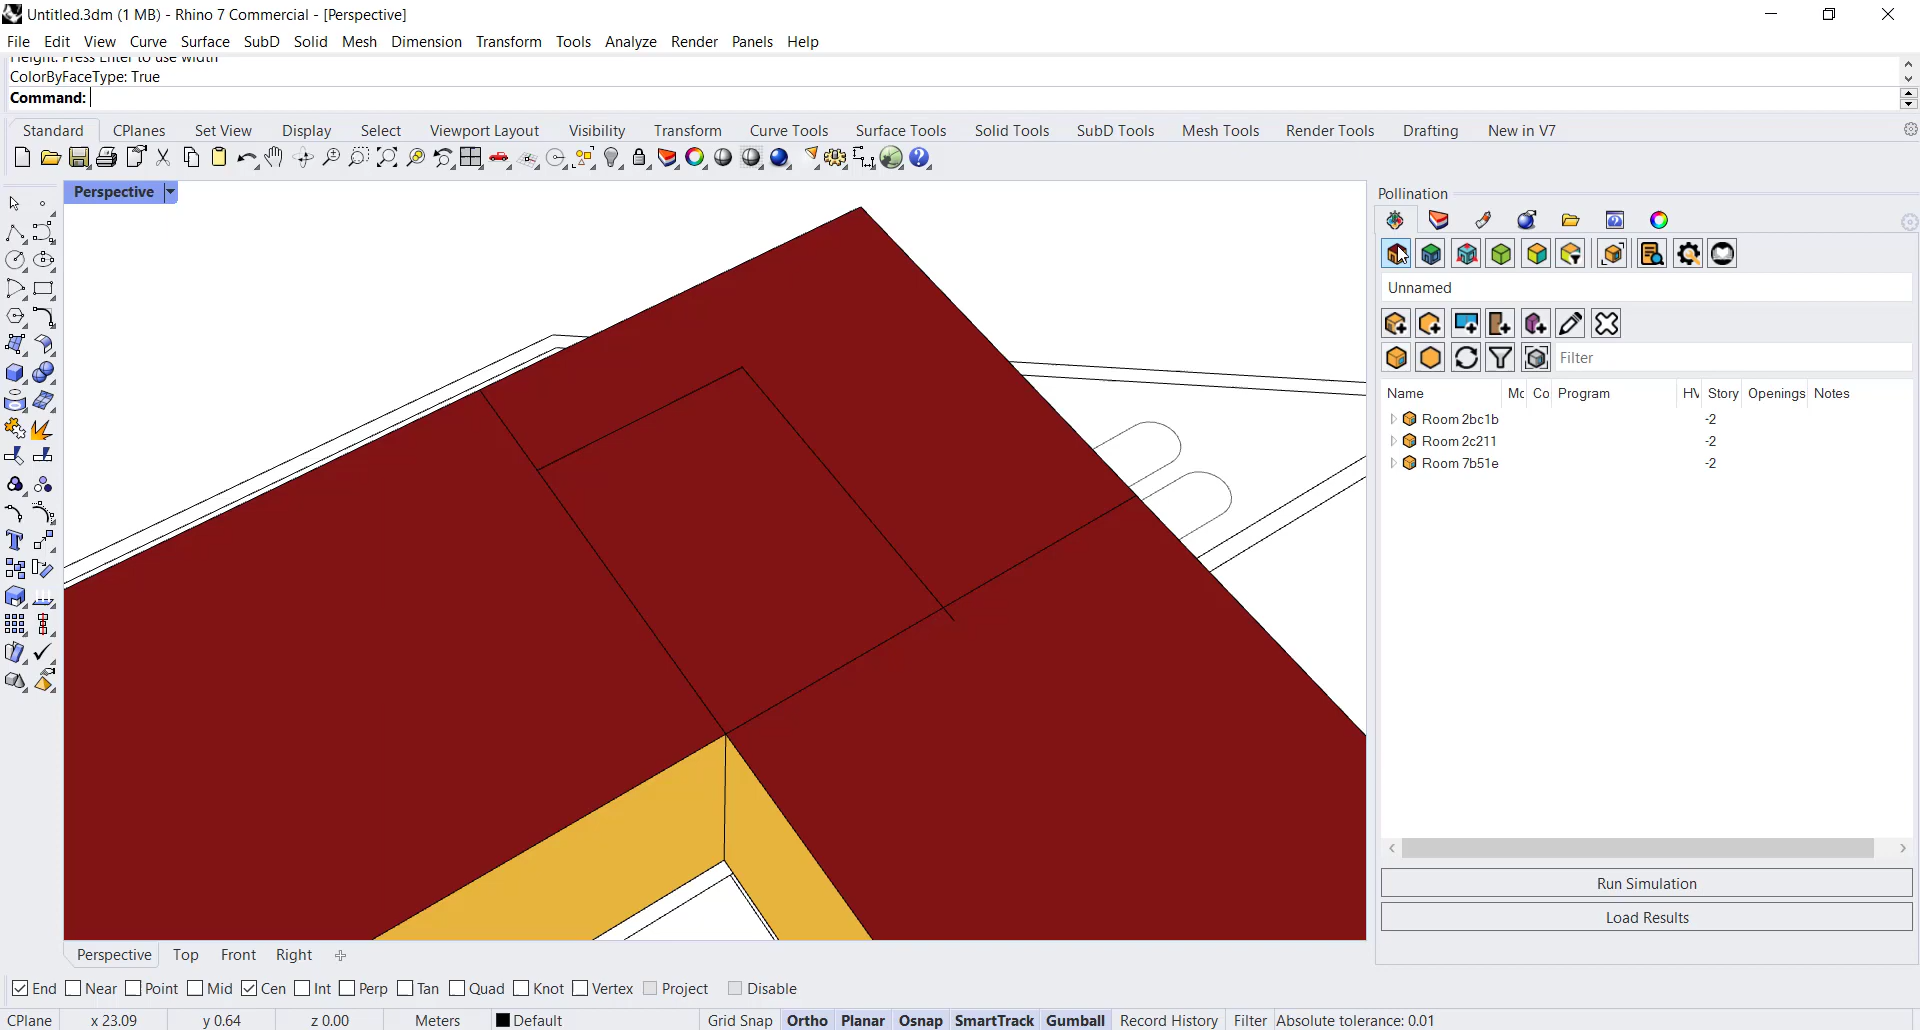 Untitled.3dm (1 MB) - Rhino 7 Commercial - [Perspective]
File Edit View Curve Surface SubD Solid Mesh Dimension Transform Tools Analyze Render Panels Help
Height. Press Enter to use width
ColorByFaceType: True
Command:
Standard CPlanes Set View Display Select Viewport Layout Visibility Transform Curve Tools Surface Tools Solid Tools SubD Tools Mesh Tools Render Tools Drafting New in V7
Perspective
Pollination
Unnamed
Filter
Name Mc Co Program HV Story Openings Notes
Room 2bc1b -2
Room 2c211 -2
Room 7b51e -2
Run Simulation
Load Results
Perspective Top Front Right
End Near Point Mid Cen Int Perp Tan Quad Knot Vertex Project Disable
CPlane x 23.09 y 0.64 z 0.00 Meters Default Grid Snap Ortho Planar Osnap SmartTrack Gumball Record History Filter Absolute tolerance: 0.01